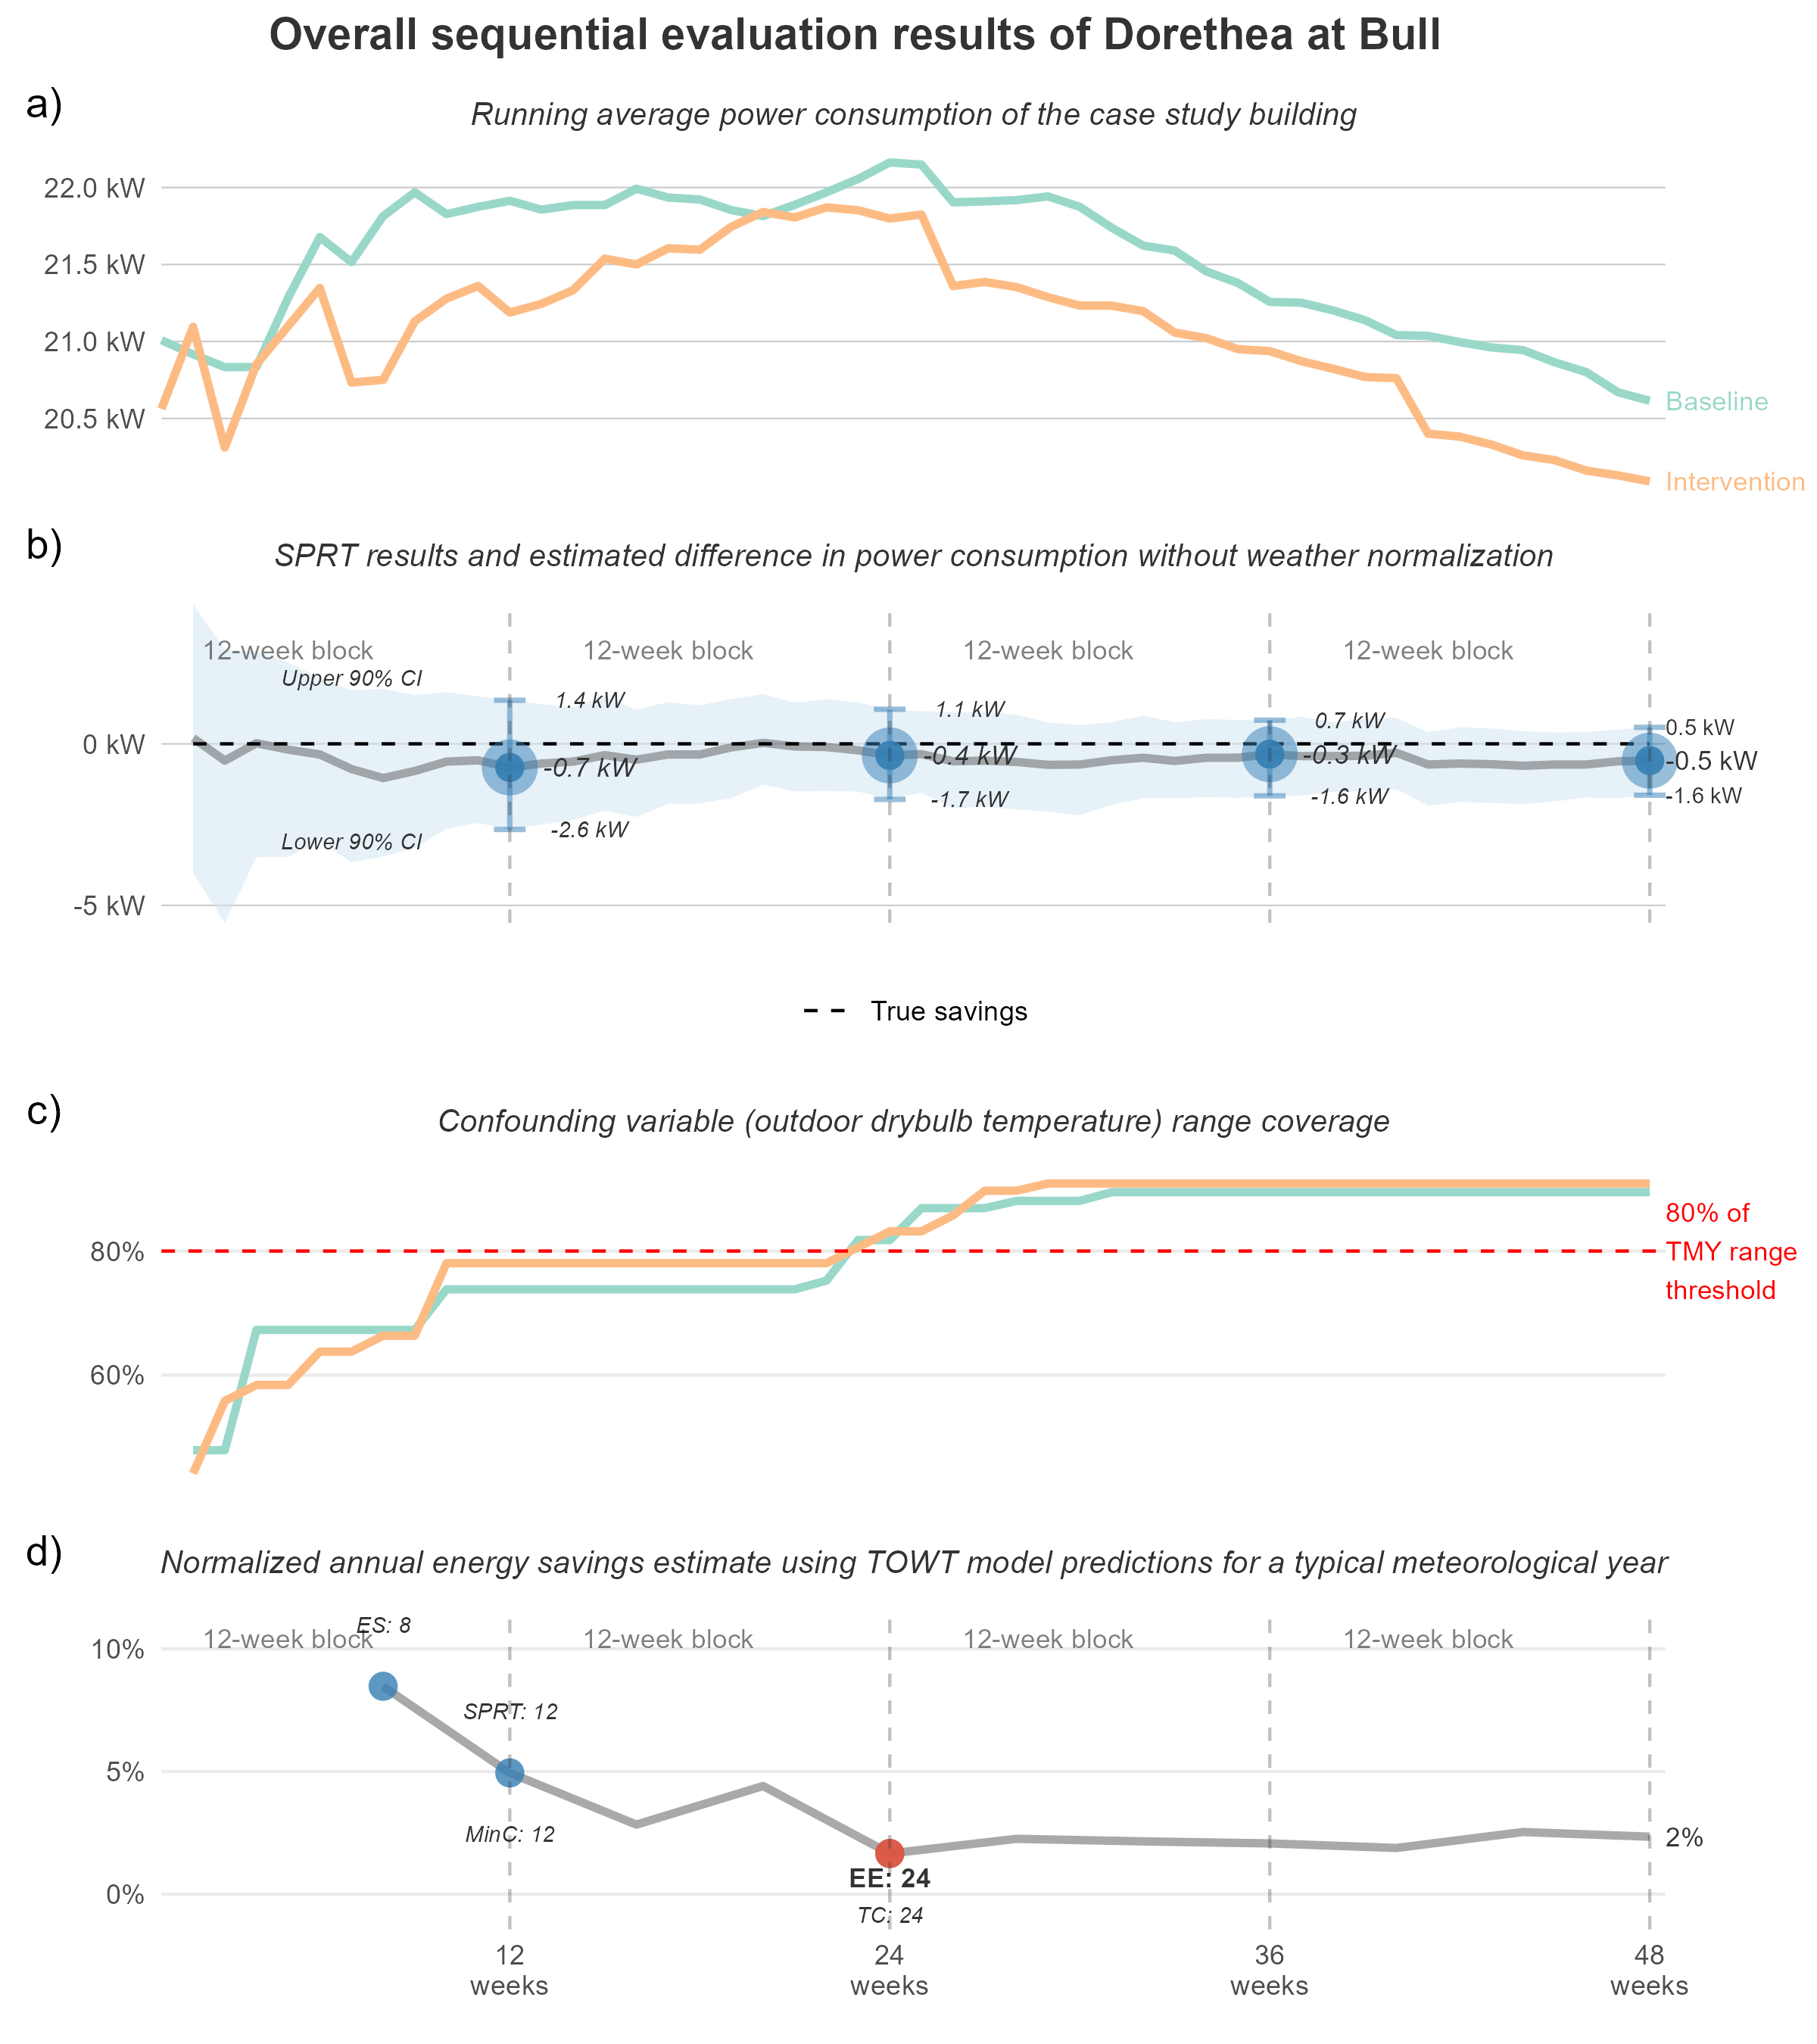 Overall sequential evaluation results of Dorethea at Bull
a)
Running average power consumption of the case study building
22.0 kW
21.5 kW
21.0 kW
20.5 kW
Baseline
Intervention
b)
SPRT results and estimated difference in power consumption without weather normalization
12-week block
12-week block
12-week block
12-week block
Upper 90% CI
1.4 kW
1.1 kW
0.7 kW
0.5 kW
0 kW
-0.7 kW
-0.4 kW
-0.3 kW
-0.5 kW
-2.6 kW
-1.7 kW
-1.6 kW
-1.6 kW
Lower 90% CI
-5 kW
True savings
c)
Confounding variable (outdoor drybulb temperature) range coverage
80%
60%
80% of
TMY range
threshold
d)
Normalized annual energy savings estimate using TOWT model predictions for a typical meteorological year
12-week block
12-week block
12-week block
12-week block
ES: 8
10%
SPRT: 12
5%
MinC: 12
2%
EE: 24
0%
TC: 24
12
weeks
24
weeks
36
weeks
48
weeks